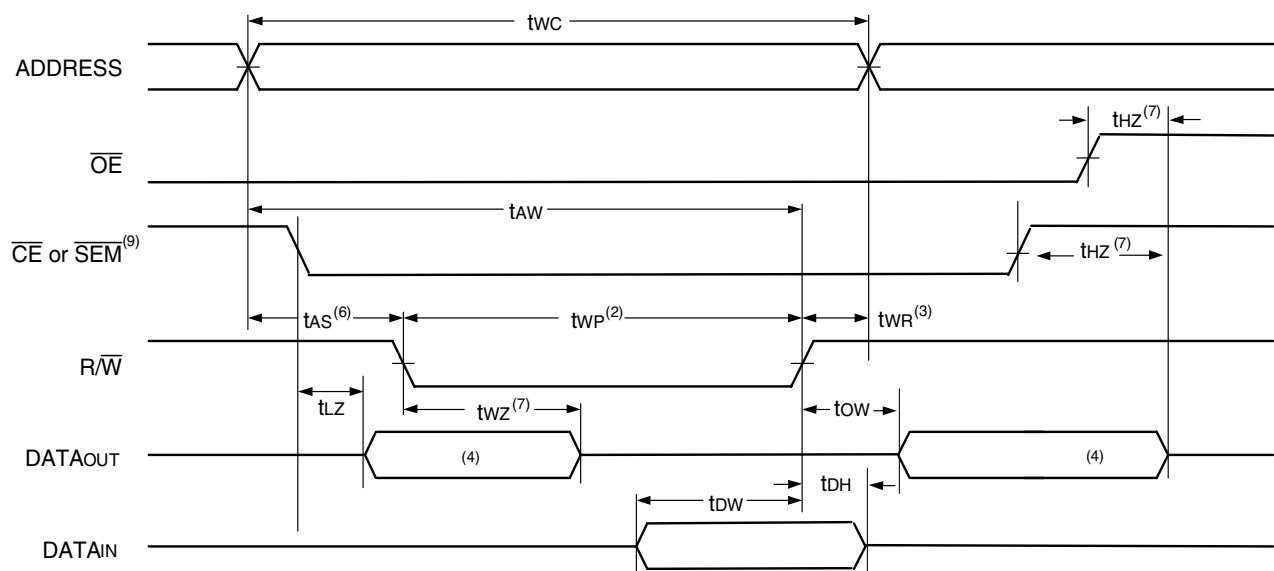 tWC
ADDRESS
tHZ(7)
OE
tAW
CE or SEM(9)
tHZ(7)
tAS(6) tWP(2) tWR(3)
R/W
tLZ tWZ(7) tOW
DATAOUT (4) (4)
tDW tDH
DATAIN